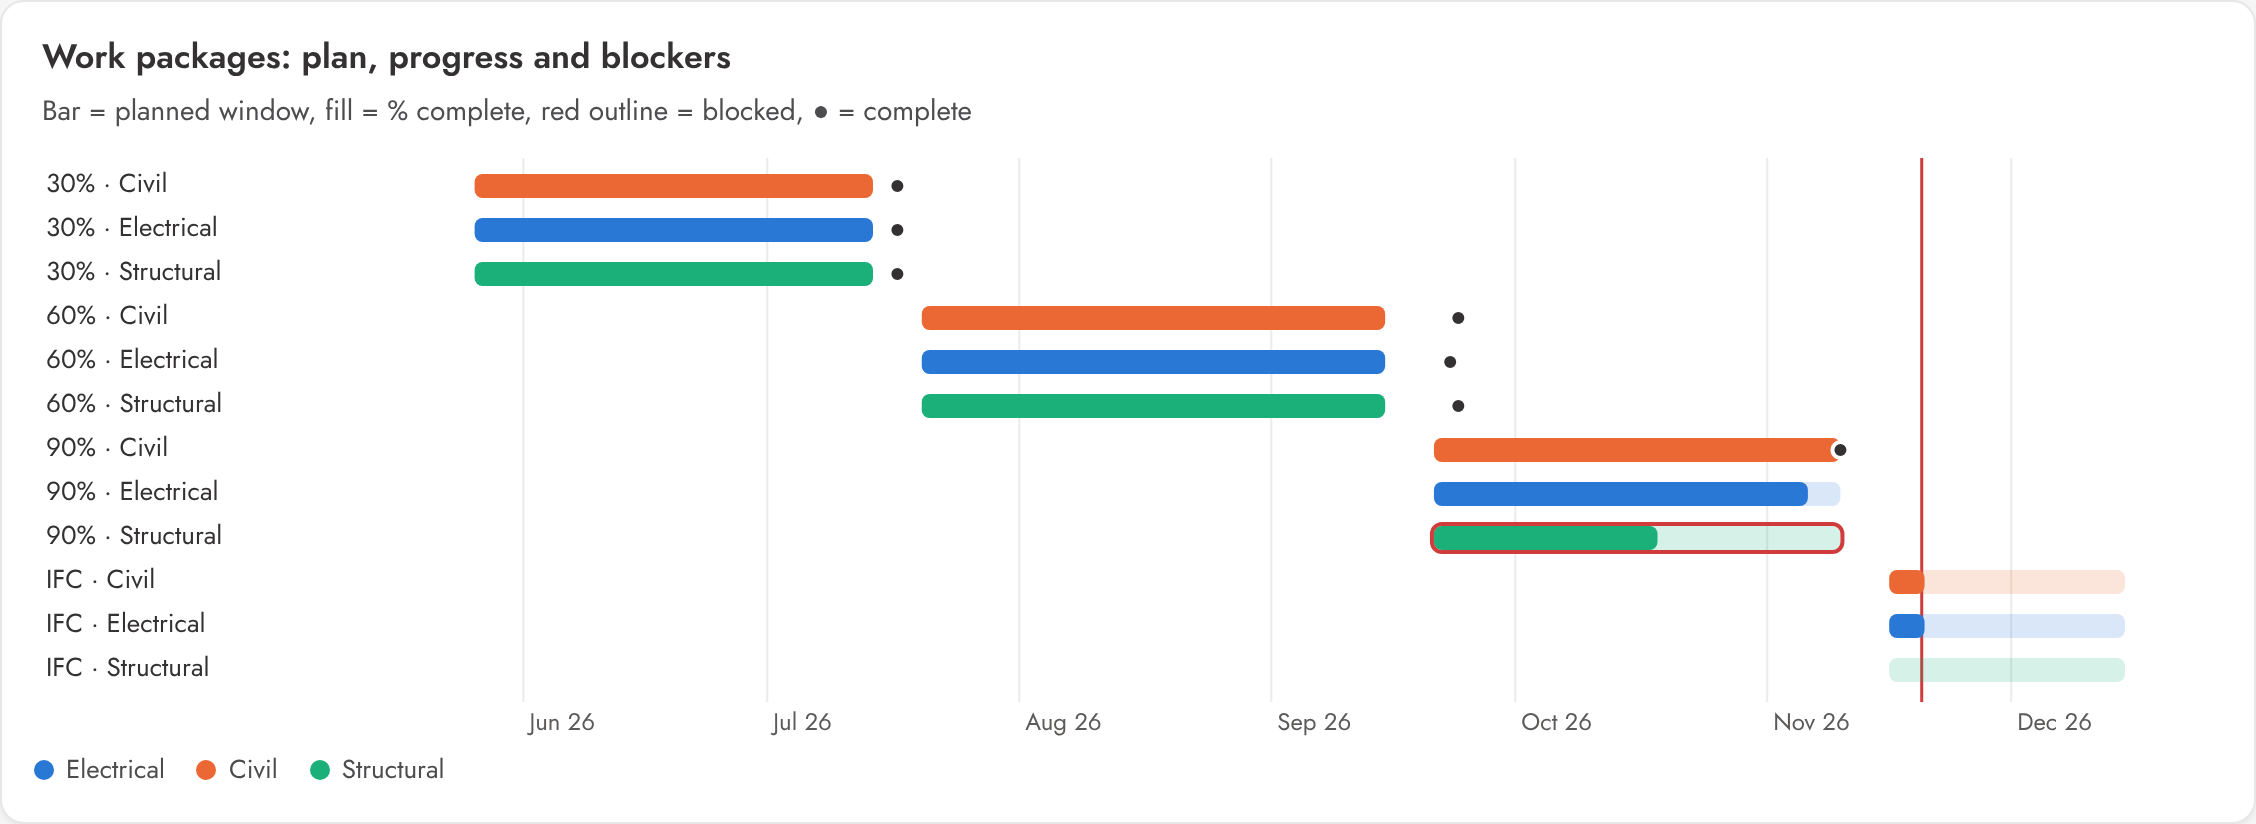 Work packages: plan, progress and blockers
Bar = planned window, fill = % complete, red outline = blocked, ● = complete
30% · Civil
30% · Electrical
30% · Structural
60% · Civil
60% · Electrical
60% · Structural
90% · Civil
90% · Electrical
90% · Structural
IFC · Civil
IFC · Electrical
IFC · Structural
Jun 26 Jul 26 Aug 26 Sep 26 Oct 26 Nov 26 Dec 26
Electrical Civil Structural